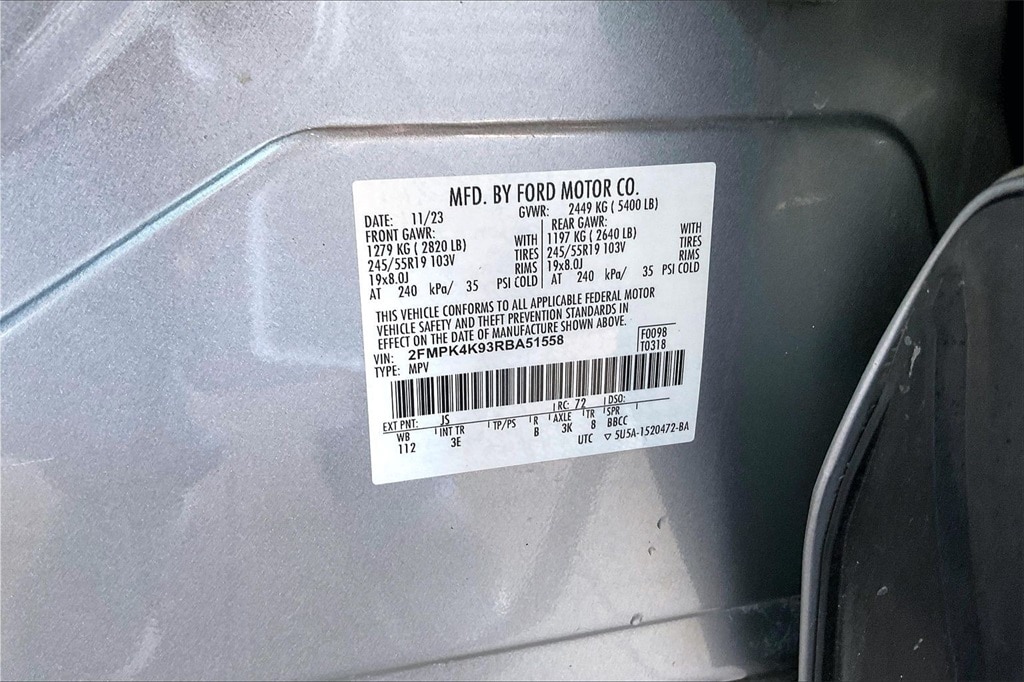 MFD. BY FORD MOTOR CO.
DATE: 11/23 GVWR: 2449 KG ( 5400 LB)
FRONT GAWR: REAR GAWR:
1279 KG ( 2820 LB) WITH 1197 KG ( 2640 LB) WITH
245/55R19 103V TIRES 245/55R19 103V TIRES
19x8.0J RIMS 19x8.0J RIMS
AT 240 kPa/ 35 PSI COLD AT 240 kPa/ 35 PSI COLD
THIS VEHICLE CONFORMS TO ALL APPLICABLE FEDERAL MOTOR
VEHICLE SAFETY AND THEFT PREVENTION STANDARDS IN
EFFECT ON THE DATE OF MANUFACTURE SHOWN ABOVE.
VIN: 2FMPK4K93RBA51558 F0098
TYPE: MPV T0318
EXT PNT: JS RC: 72 DSO:
WB INT TR TP/PS R AXLE TR SPR
112 3E B 3K 8 BBCC
UTC ▽ 5U5A-1520472-BA